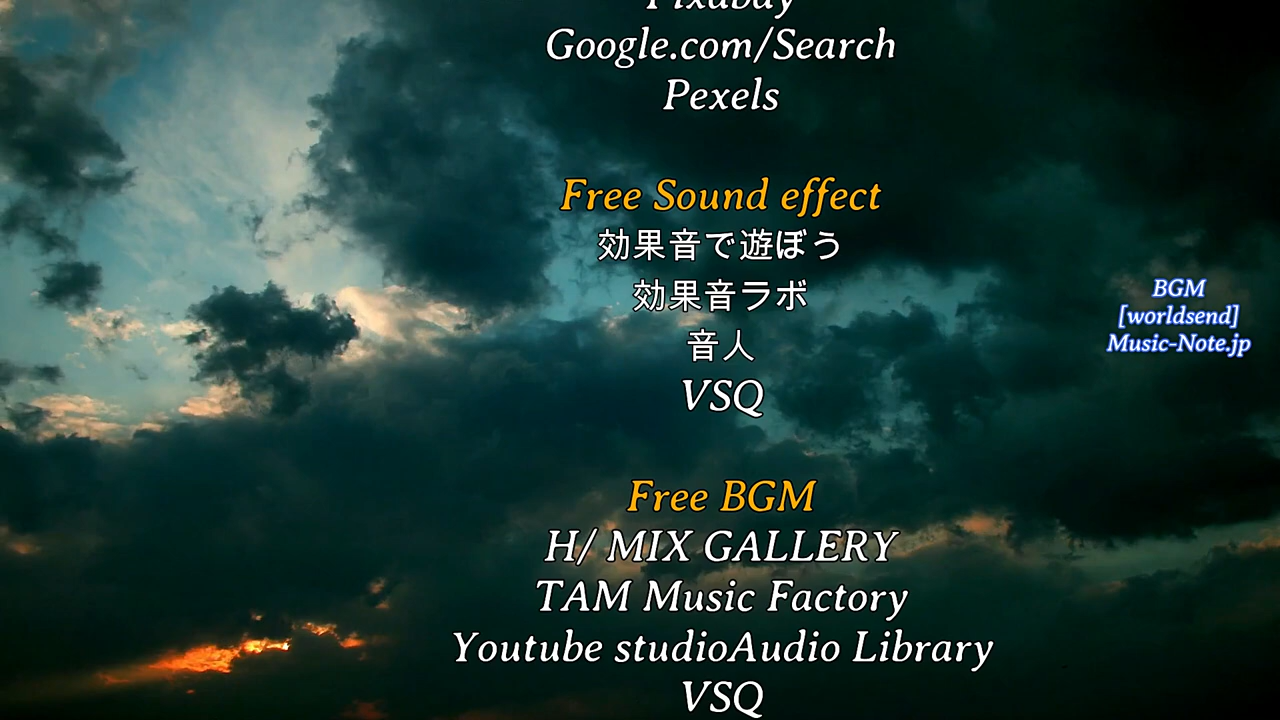 Pixabay
Google.com/Search
Pexels
Free Sound effect
効果音で遊ぼう
効果音ラボ
音人
VSQ
Free BGM
H/ MIX GALLERY
TAM Music Factory
Youtube studioAudio Library
VSQ
BGM
[worldsend]
Music-Note.jp